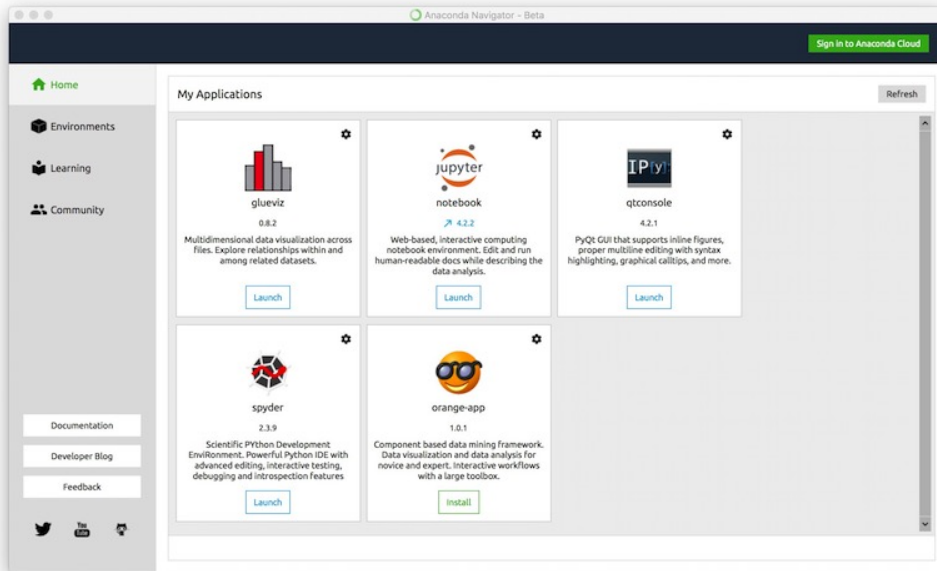 Anaconda Navigator - Beta
Sign in to Anaconda Cloud
Home
Environments
Learning
Community
Documentation
Developer Blog
Feedback
You
Tube
My Applications
Refresh
glueviz
0.8.2
Multidimensional data visualization across
files. Explore relationships within and
among related datasets.
Launch
jupyter
notebook
4.2.2
Web-based, interactive computing
notebook environment. Edit and run
human-readable docs while describing the
data analysis.
Launch
IP[y]:
qtconsole
4.2.1
PyQt GUI that supports inline figures,
proper multiline editing with syntax
highlighting, graphical calltips, and more.
Launch
spyder
2.3.9
Scientific PYthon Development
EnviRonment. Powerful Python IDE with
advanced editing, interactive testing,
debugging and introspection features
Launch
orange-app
1.0.1
Component based data mining framework.
Data visualization and data analysis for
novice and expert. Interactive workflows
with a large toolbox.
Install